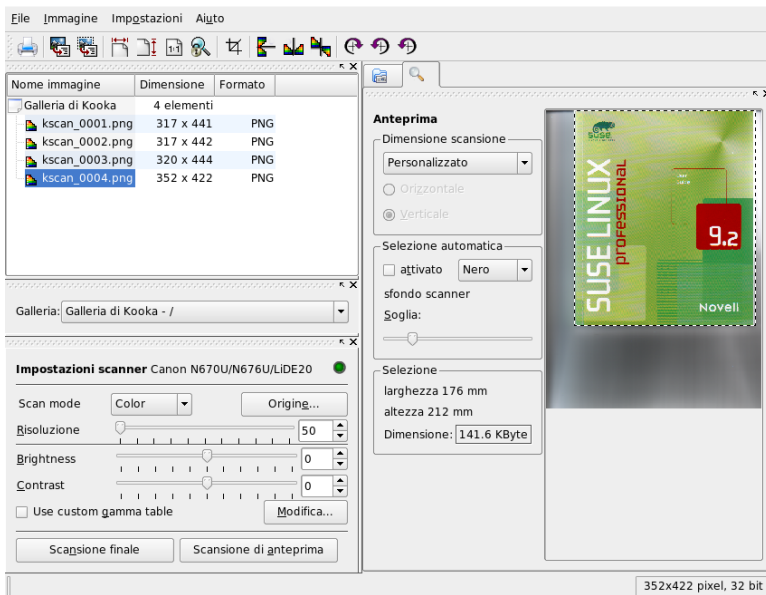 File Immagine Impostazioni Aiuto
Nome immagine Dimensione Formato
Galleria di Kooka 4 elementi
kscan_0001.png 317 x 441 PNG
kscan_0002.png 317 x 442 PNG
kscan_0003.png 320 x 444 PNG
kscan_0004.png 352 x 422 PNG
Galleria: Galleria di Kooka - /
Impostazioni scanner Canon N670U/N676U/LiDE20
Scan mode Color Origine...
Risoluzione 50
Brightness 0
Contrast 0
Use custom gamma table Modifica...
Scansione finale Scansione di anteprima
Anteprima
Dimensione scansione
Personalizzato
Origzontale
Verticale
Selezione automatica
attivato Nero
sfondo scanner
Soglia:
Selezione
larghezza 176 mm
altezza 212 mm
Dimensione: 141.6 KByte
SUSE
SUSE LINUX
professional
9.2
Novell
352x422 pixel, 32 bit